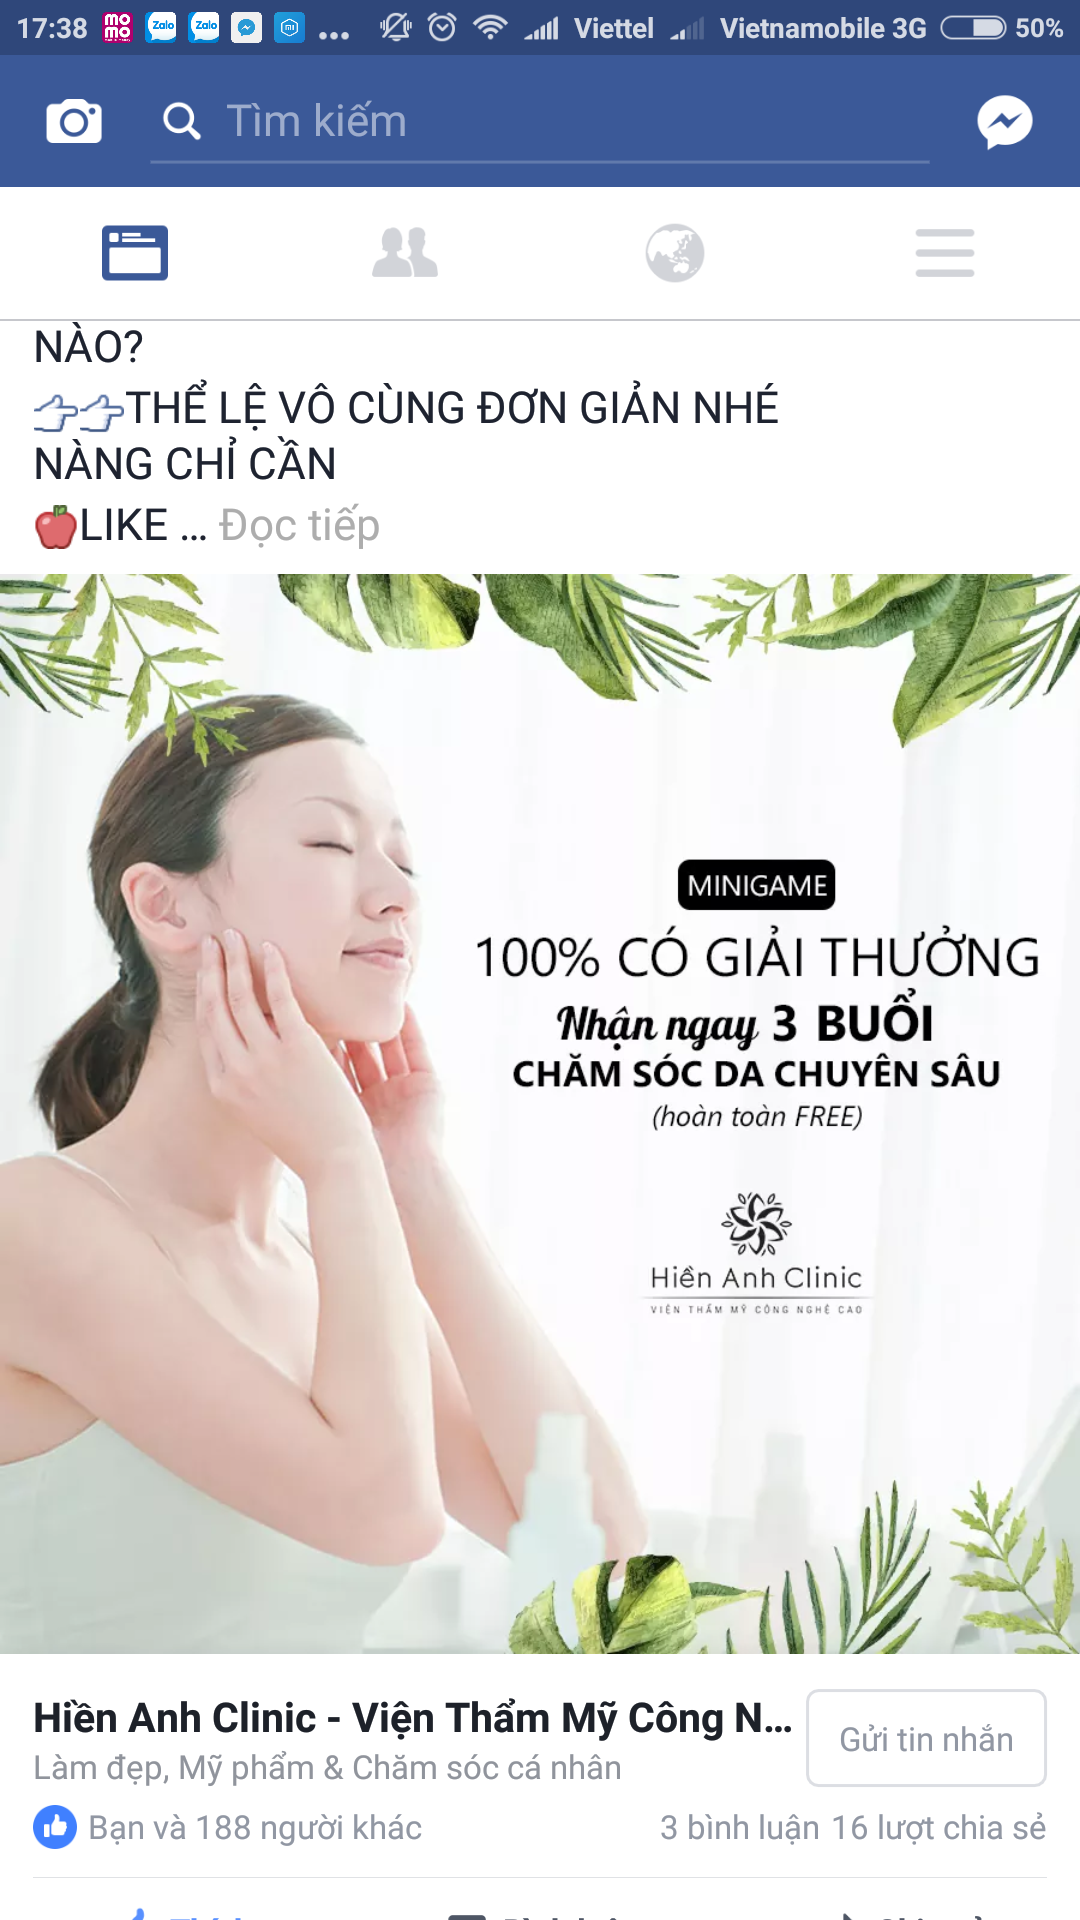 17:38 mo mo Zalo Zalo ... Viettel Vietnamobile 3G 50%
Tìm kiếm
NÀO?
👉👉THỂ LỆ VÔ CÙNG ĐƠN GIẢN NHÉ
NÀNG CHỈ CẦN
🍎LIKE ... Đọc tiếp
MINIGAME
100% CÓ GIẢI THƯỞNG
Nhận ngay 3 BUỔI
CHĂM SÓC DA CHUYÊN SÂU
(hoàn toàn FREE)
Hiền Anh Clinic
VIỆN THẨM MỸ CÔNG NGHỆ CAO
Hiền Anh Clinic - Viện Thẩm Mỹ Công N...
Gửi tin nhắn
Làm đẹp, Mỹ phẩm & Chăm sóc cá nhân
Bạn và 188 người khác
3 bình luận 16 lượt chia sẻ